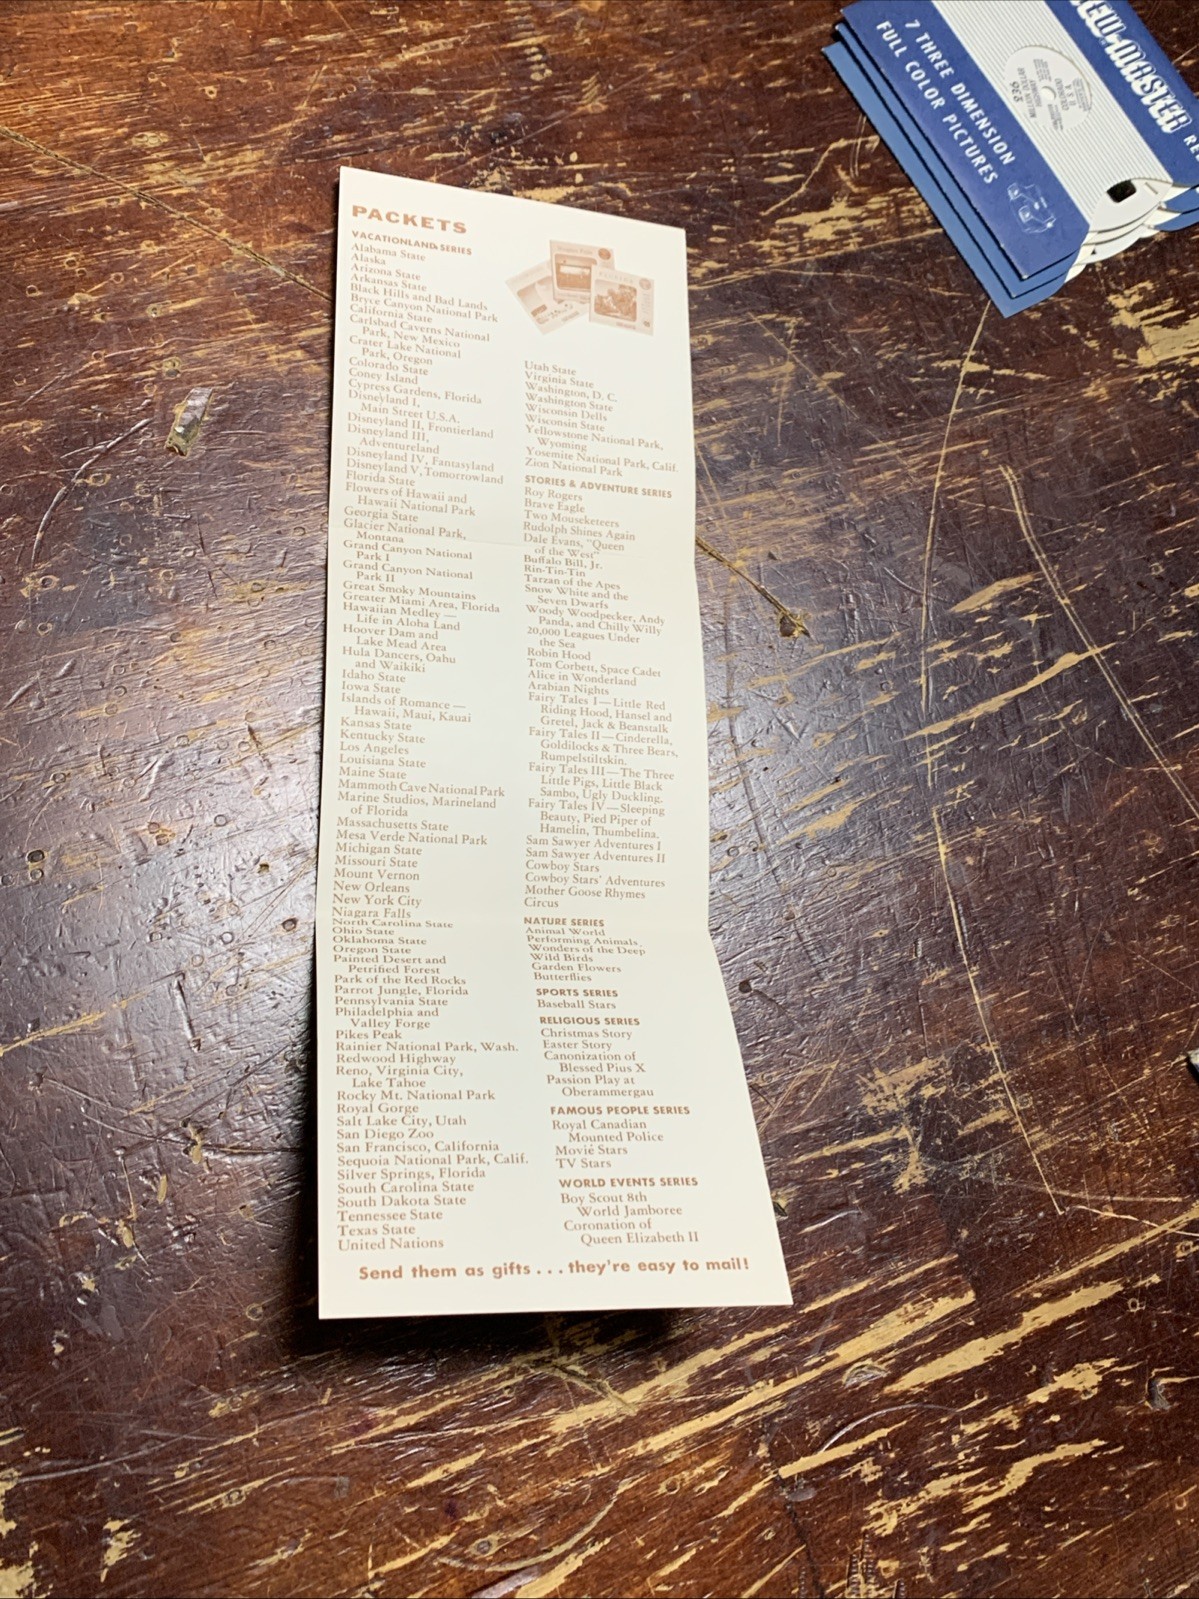 PACKETS
VACATIONLAND SERIES
Alabama State
Alaska
Arizona State
Arkansas State
Black Hills and Bad Lands
Bryce Canyon National Park
California State
Carlsbad Caverns National
Park, New Mexico
Crater Lake National
Park, Oregon
Colorado State
Coney Island
Cypress Gardens, Florida
Disneyland I,
Main Street U.S.A.
Disneyland II, Frontierland
Disneyland III,
Adventureland
Disneyland IV, Fantasyland
Disneyland V, Tomorrowland
Florida State
Flowers of Hawaii and
Hawaii National Park
Georgia State
Glacier National Park,
Montana
Grand Canyon National
Park I
Grand Canyon National
Park II
Great Smoky Mountains
Greater Miami Area, Florida
Hawaiian Medley —
Life in Aloha Land
Hoover Dam and
Lake Mead Area
Hula Dancers, Oahu
and Waikiki
Idaho State
Iowa State
Islands of Romance —
Hawaii, Maui, Kauai
Kansas State
Kentucky State
Los Angeles
Louisiana State
Maine State
Mammoth Cave National Park
Marine Studios, Marineland
of Florida
Massachusetts State
Mesa Verde National Park
Michigan State
Missouri State
Mount Vernon
New Orleans
New York City
Niagara Falls
North Carolina State
Ohio State
Oklahoma State
Oregon State
Painted Desert and
Petrified Forest
Park of the Red Rocks
Parrot Jungle, Florida
Pennsylvania State
Philadelphia and
Valley Forge
Pikes Peak
Rainier National Park, Wash.
Redwood Highway
Reno, Virginia City,
Lake Tahoe
Rocky Mt. National Park
Royal Gorge
Salt Lake City, Utah
San Diego Zoo
San Francisco, California
Sequoia National Park, Calif.
Silver Springs, Florida
South Carolina State
South Dakota State
Tennessee State
Texas State
United Nations
Utah State
Virginia State
Washington, D. C.
Washington State
Wisconsin Dells
Wisconsin State
Yellowstone National Park,
Wyoming
Yosemite National Park, Calif.
Zion National Park
STORIES & ADVENTURE SERIES
Roy Rogers
Brave Eagle
Two Mouseketeers
Rudolph Shines Again
Dale Evans, "Queen
of the West"
Buffalo Bill, Jr.
Rin-Tin-Tin
Tarzan of the Apes
Snow White and the
Seven Dwarfs
Woody Woodpecker, Andy
Panda, and Chilly Willy
20,000 Leagues Under
the Sea
Robin Hood
Tom Corbett, Space Cadet
Alice in Wonderland
Arabian Nights
Fairy Tales I—Little Red
Riding Hood, Hansel and
Gretel, Jack & Beanstalk
Fairy Tales II—Cinderella,
Goldilocks & Three Bears,
Rumpelstiltskin.
Fairy Tales III—The Three
Little Pigs, Little Black
Sambo, Ugly Duckling.
Fairy Tales IV—Sleeping
Beauty, Pied Piper of
Hamelin, Thumbelina.
Sam Sawyer Adventures I
Sam Sawyer Adventures II
Cowboy Stars
Cowboy Stars' Adventures
Mother Goose Rhymes
Circus
NATURE SERIES
Animal World
Performing Animals
Wonders of the Deep
Wild Birds
Garden Flowers
Butterflies
SPORTS SERIES
Baseball Stars
RELIGIOUS SERIES
Christmas Story
Easter Story
Canonization of
Blessed Pius X
Passion Play at
Oberammergau
FAMOUS PEOPLE SERIES
Royal Canadian
Mounted Police
Movie Stars
TV Stars
WORLD EVENTS SERIES
Boy Scout 8th
World Jamboree
Coronation of
Queen Elizabeth II
Send them as gifts . . . they're easy to mail!
7 THREE DIMENSION
FULL COLOR PICTURES
936